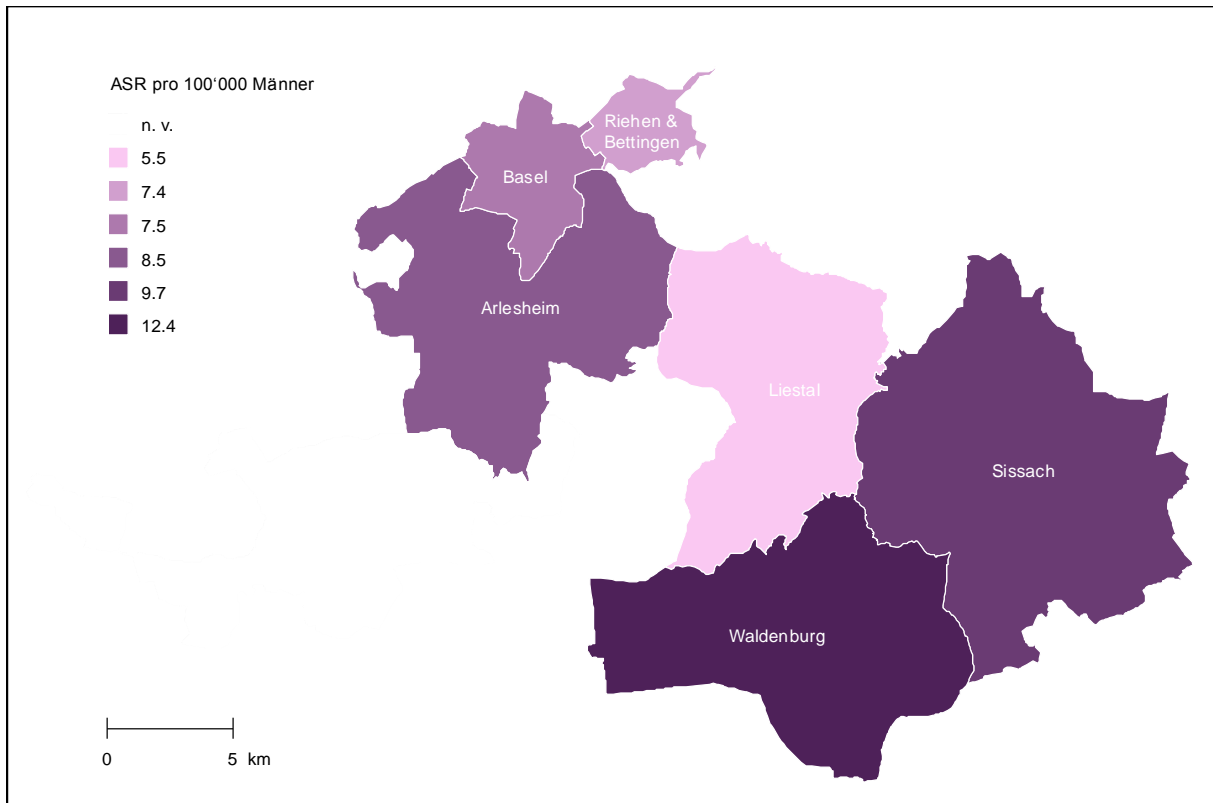 ASR pro 100‘000 Männer
n. v.
5.5
7.4
7.5
8.5
9.7
12.4
Riehen &
Bettingen
Basel
Arlesheim
Liestal
Sissach
Waldenburg
0 5 km